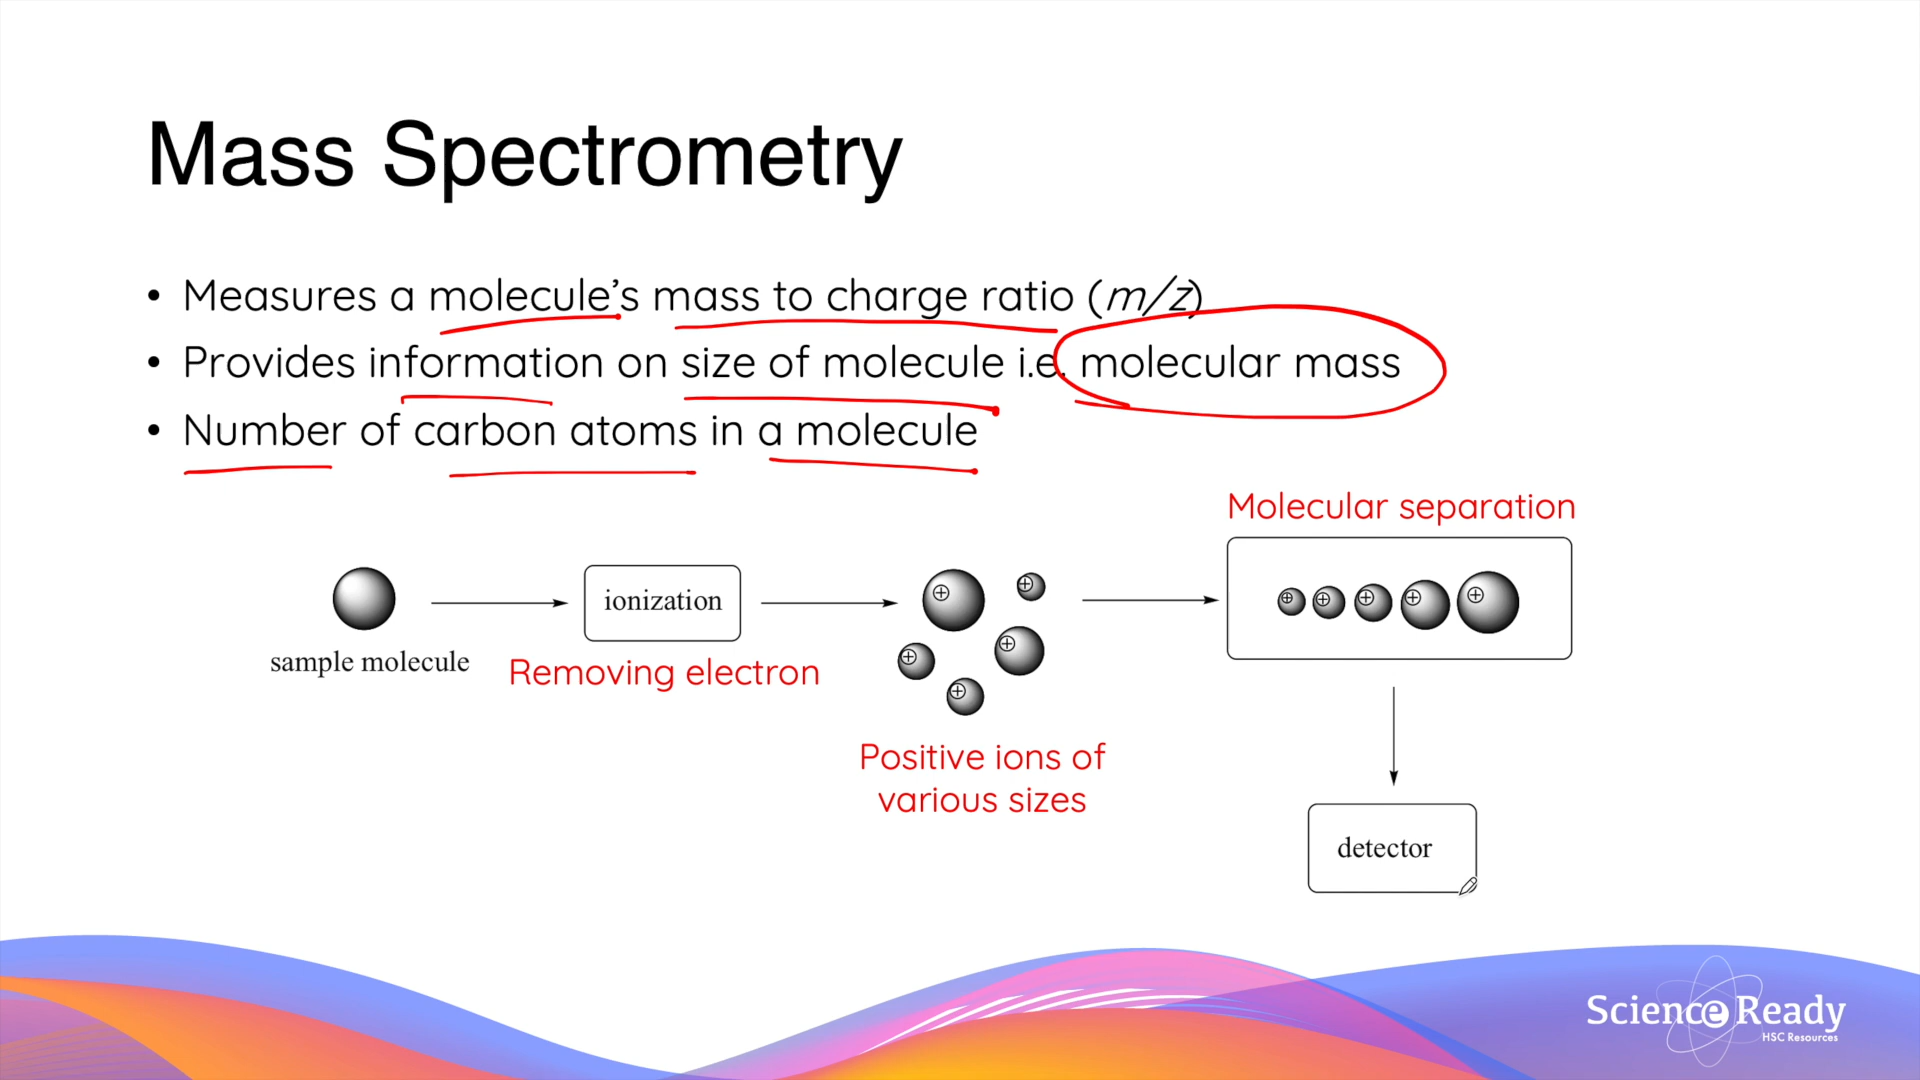 Mass Spectrometry
• Measures a molecule’s mass to charge ratio (m/z)
• Provides information on size of molecule i.e. molecular mass
• Number of carbon atoms in a molecule
Molecular separation
ionization
sample molecule
Removing electron
Positive ions of
various sizes
detector
Science Ready
HSC Resources